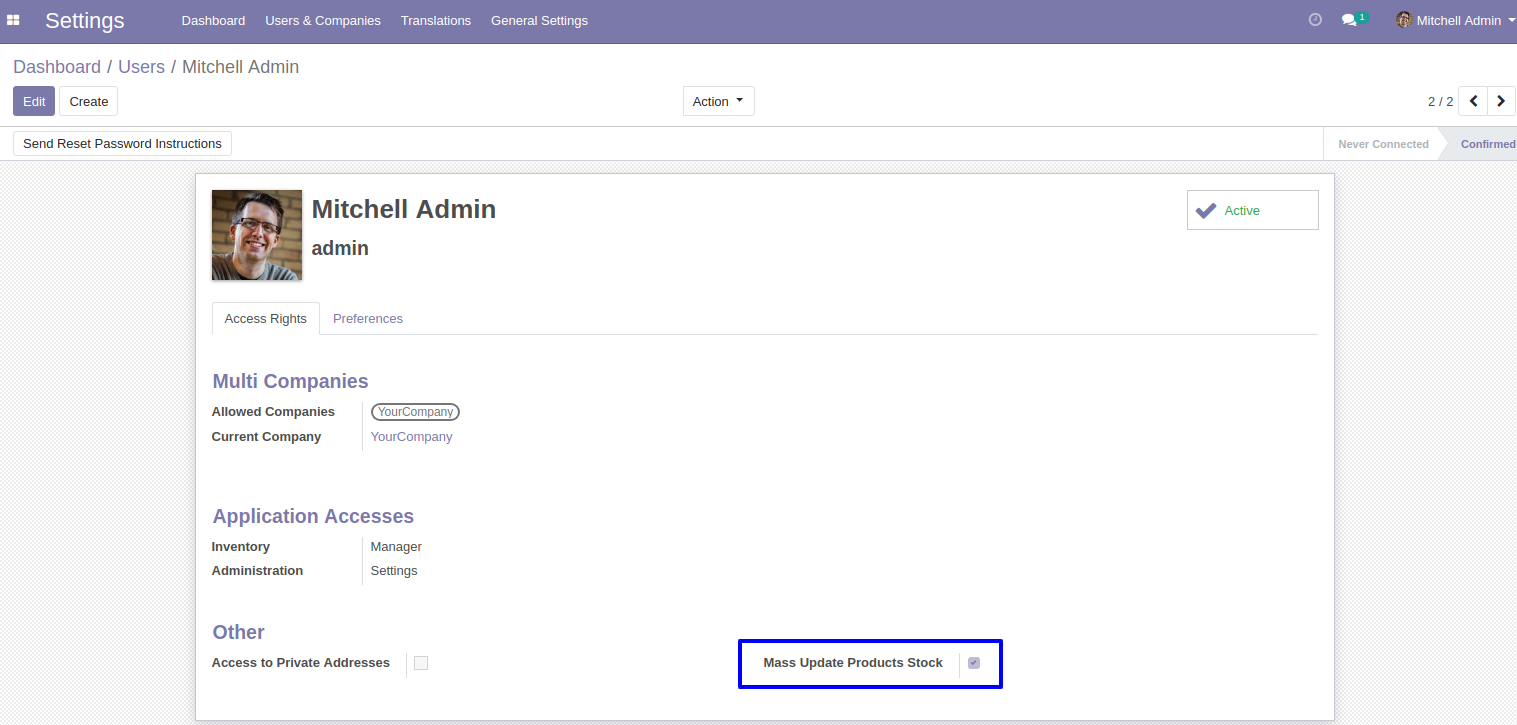 Settings Dashboard Users & Companies Translations General Settings 1 Mitchell Admin
Dashboard / Users / Mitchell Admin
Edit Create Action 2 / 2
Send Reset Password Instructions Never Connected Confirmed
Mitchell Admin
Active
admin
Access Rights Preferences
Multi Companies
Allowed Companies YourCompany
Current Company YourCompany
Application Accesses
Inventory Manager
Administration Settings
Other
Access to Private Addresses Mass Update Products Stock